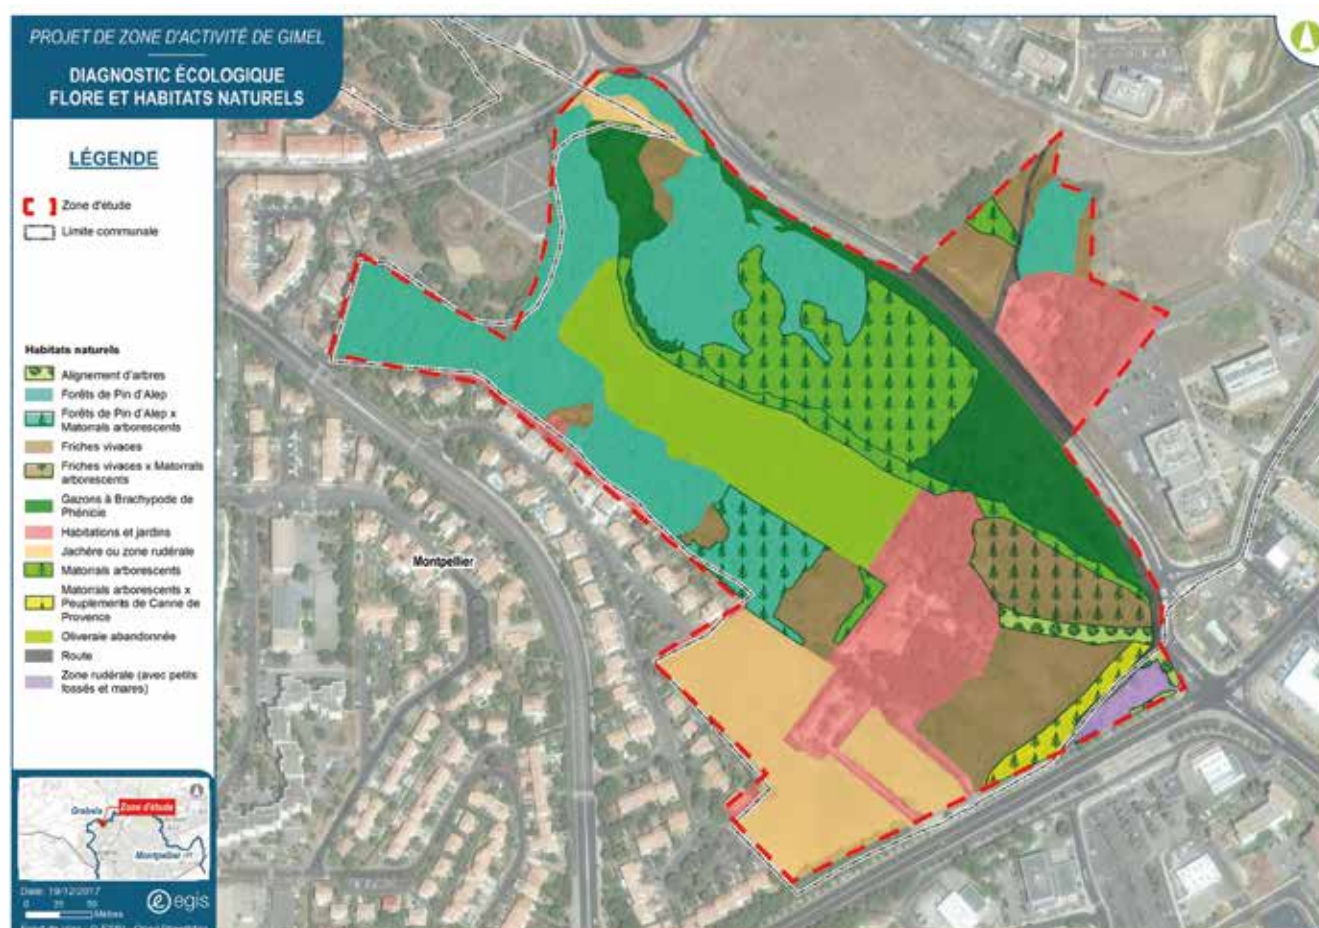 PROJET DE ZONE D'ACTIVITÉ DE GIMEL
DIAGNOSTIC ÉCOLOGIQUE
FLORE ET HABITATS NATURELS
LÉGENDE
Zone d'étude
Limite communale
Habitats naturels
Alignement d'arbres
Forêts de Pin d'Alep
Forêts de Pin d'Alep x
Matorrals arborescents
Friches vivaces
Friches vivaces x Matorrals
arborescents
Gazons à Brachypode de
Phénicie
Habitations et jardins
Jachère ou zone rudérale
Matorrals arborescents
Matorrals arborescents x
Peuplements de Canne de
Provence
Oliveraie abandonnée
Route
Zone rudérale (avec petits
fossés et mares)
Montpellier
Grabels
Zone d'étude
Montpellier
Date: 19/12/2017
0
Mètres
egis